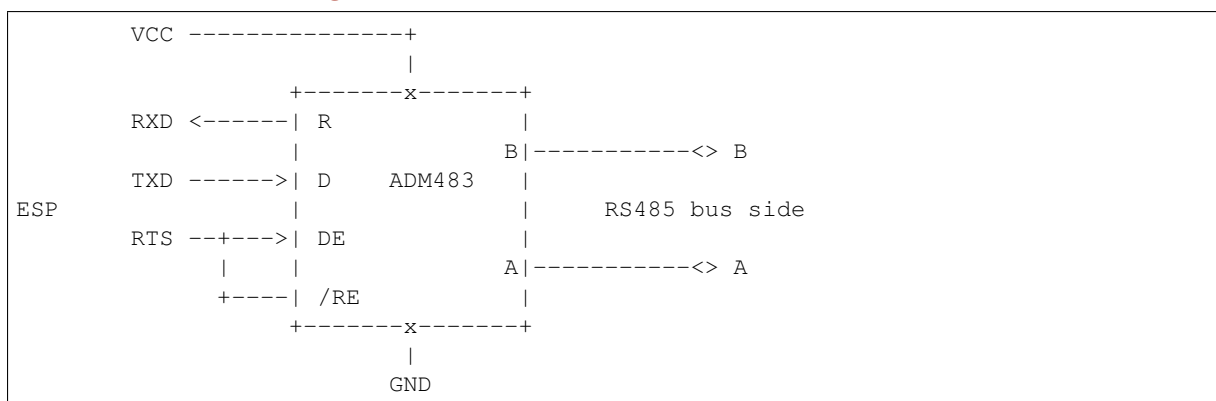 VCC ---------------+
|
+-------x-------+
RXD <------| R |
| B|-----------<> B
TXD ------>| D ADM483 |
ESP | | RS485 bus side
RTS --+--->| DE |
| | A|-----------<> A
+----| /RE |
+-------x-------+
|
GND